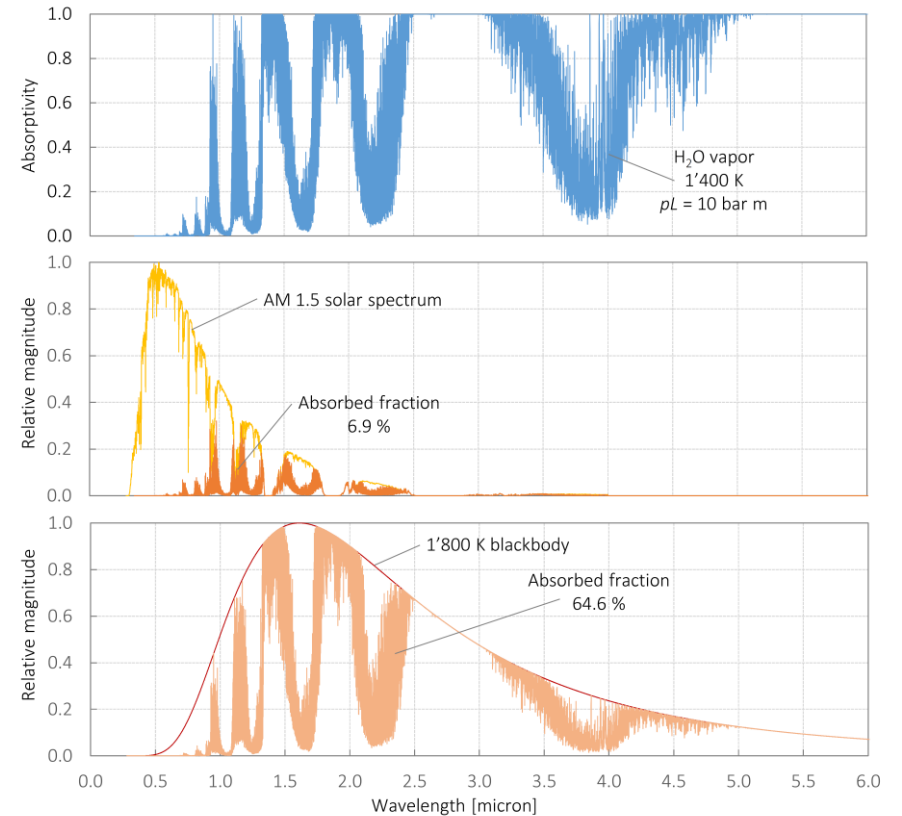 1.0
0.8
0.6
0.4
0.2
0.0
Absorptivity
H₂O vapor
1’400 K
pL = 10 bar m
1.0
0.8
0.6
0.4
0.2
0.0
Relative magnitude
AM 1.5 solar spectrum
Absorbed fraction
6.9 %
1.0
0.8
0.6
0.4
0.2
0.0
Relative magnitude
1’800 K blackbody
Absorbed fraction
64.6 %
0.0 0.5 1.0 1.5 2.0 2.5 3.0 3.5 4.0 4.5 5.0 5.5 6.0
Wavelength [micron]